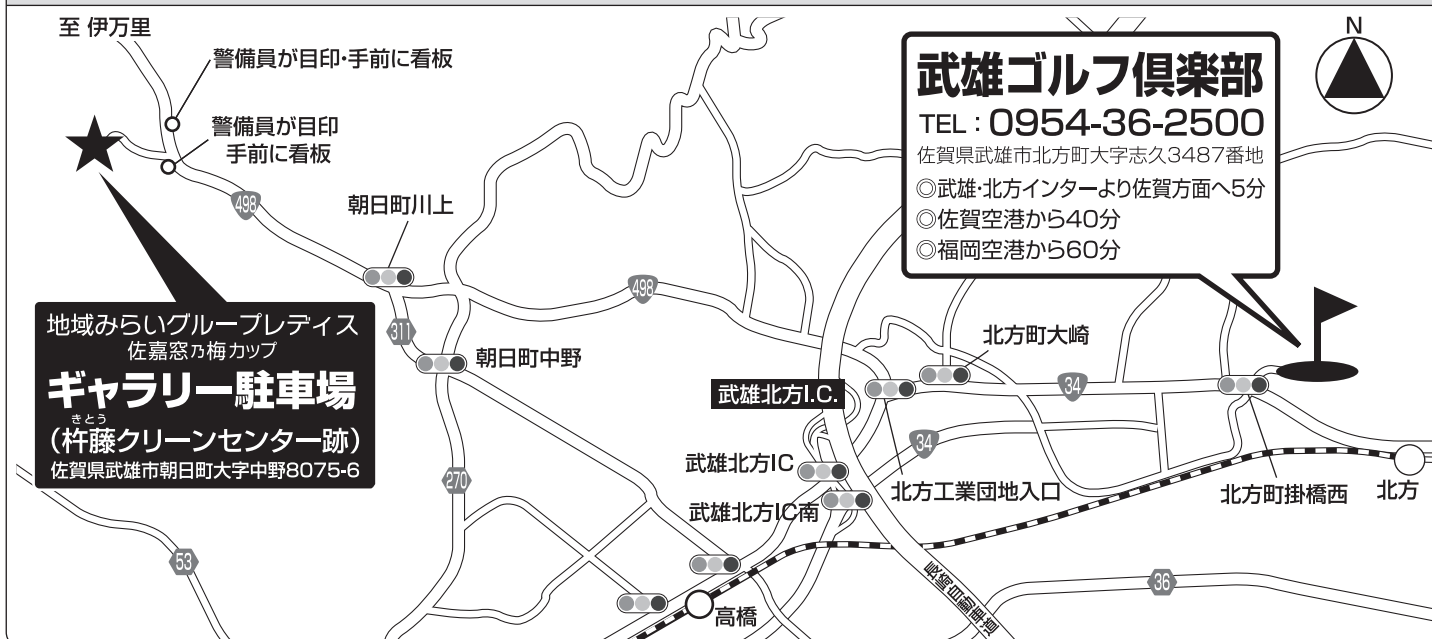 至 伊万里
警備員が目印・手前に看板
警備員が目印
手前に看板
498
朝日町川上
311
朝日町中野
地域みらいグループレディス
佐嘉窓乃梅カップ
ギャラリー駐車場
きとう
(杵藤クリーンセンター跡)
佐賀県武雄市朝日町大字中野8075-6
N
武雄ゴルフ倶楽部
TEL:0954-36-2500
佐賀県武雄市北方町大字志久3487番地
◎武雄・北方インターより佐賀方面へ5分
◎佐賀空港から40分
◎福岡空港から60分
498
北方町大崎
34
武雄北方I.C.
34
武雄北方IC
北方工業団地入口
北方町掛橋西
北方
武雄北方IC南
270
53
高橋
長崎自動車道
36